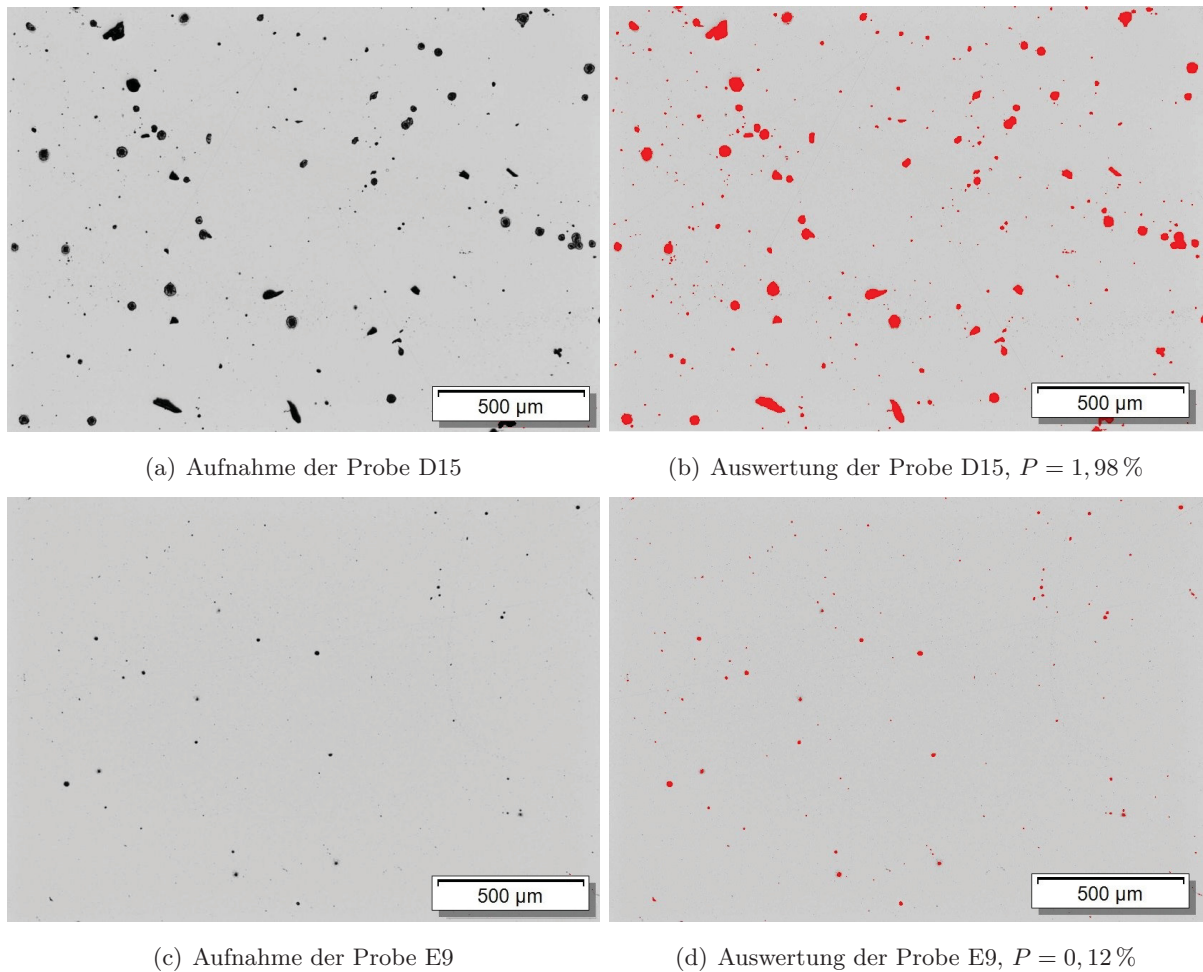 500 µm
500 µm
(a) Aufnahme der Probe D15
(b) Auswertung der Probe D15, P = 1, 98 %
500 µm
500 µm
(c) Aufnahme der Probe E9
(d) Auswertung der Probe E9, P = 0, 12 %